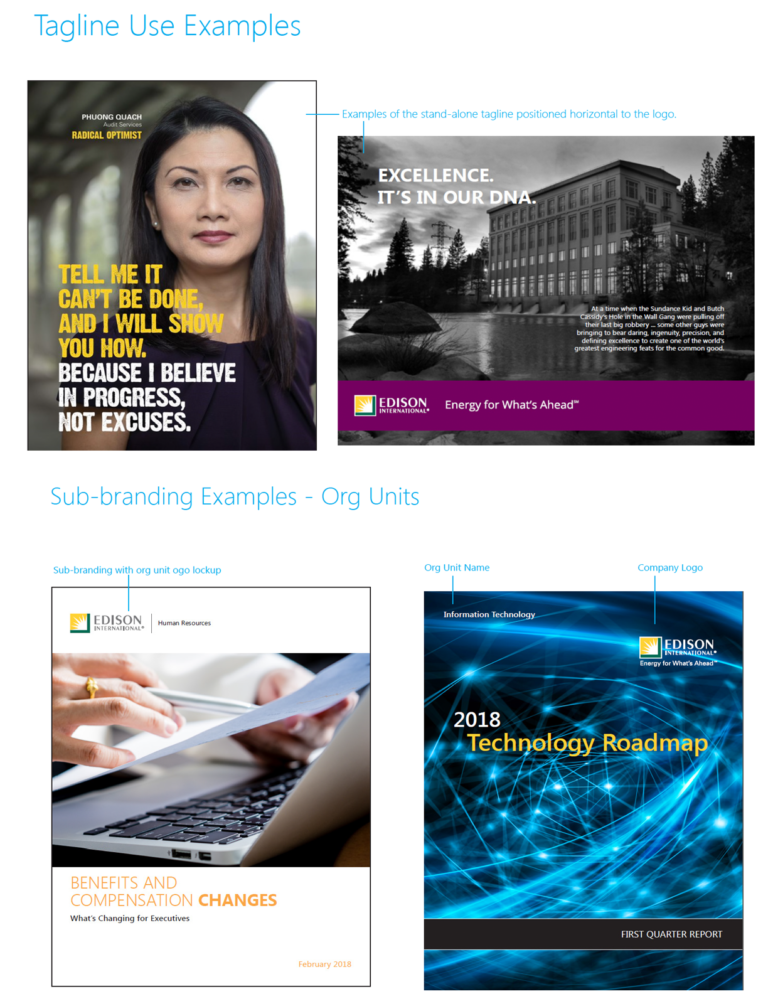 Tagline Use Examples
PHUONG QUACH
Audit Services
RADICAL OPTIMIST
TELL ME IT
CAN'T BE DONE,
AND I WILL SHOW
YOU HOW.
BECAUSE I BELIEVE
IN PROGRESS,
NOT EXCUSES.
Examples of the stand-alone tagline positioned horizontal to the logo.
EXCELLENCE.
IT'S IN OUR DNA.
At a time when the Sundance Kid and Butch
Cassidy's Hole in the Wall Gang were pulling off
their last big robbery ... some other guys were
bringing to bear daring, ingenuity, precision, and
defining excellence to create one of the world's
greatest engineering feats for the common good.
EDISON
INTERNATIONAL®
Energy for What's Ahead℠
Sub-branding Examples - Org Units
Sub-branding with org unit ogo lockup
EDISON
INTERNATIONAL®
Human Resources
BENEFITS AND
COMPENSATION CHANGES
What's Changing for Executives
February 2018
Org Unit Name
Company Logo
Information Technology
EDISON
INTERNATIONAL®
Energy for What's Ahead℠
2018
Technology Roadmap
FIRST QUARTER REPORT